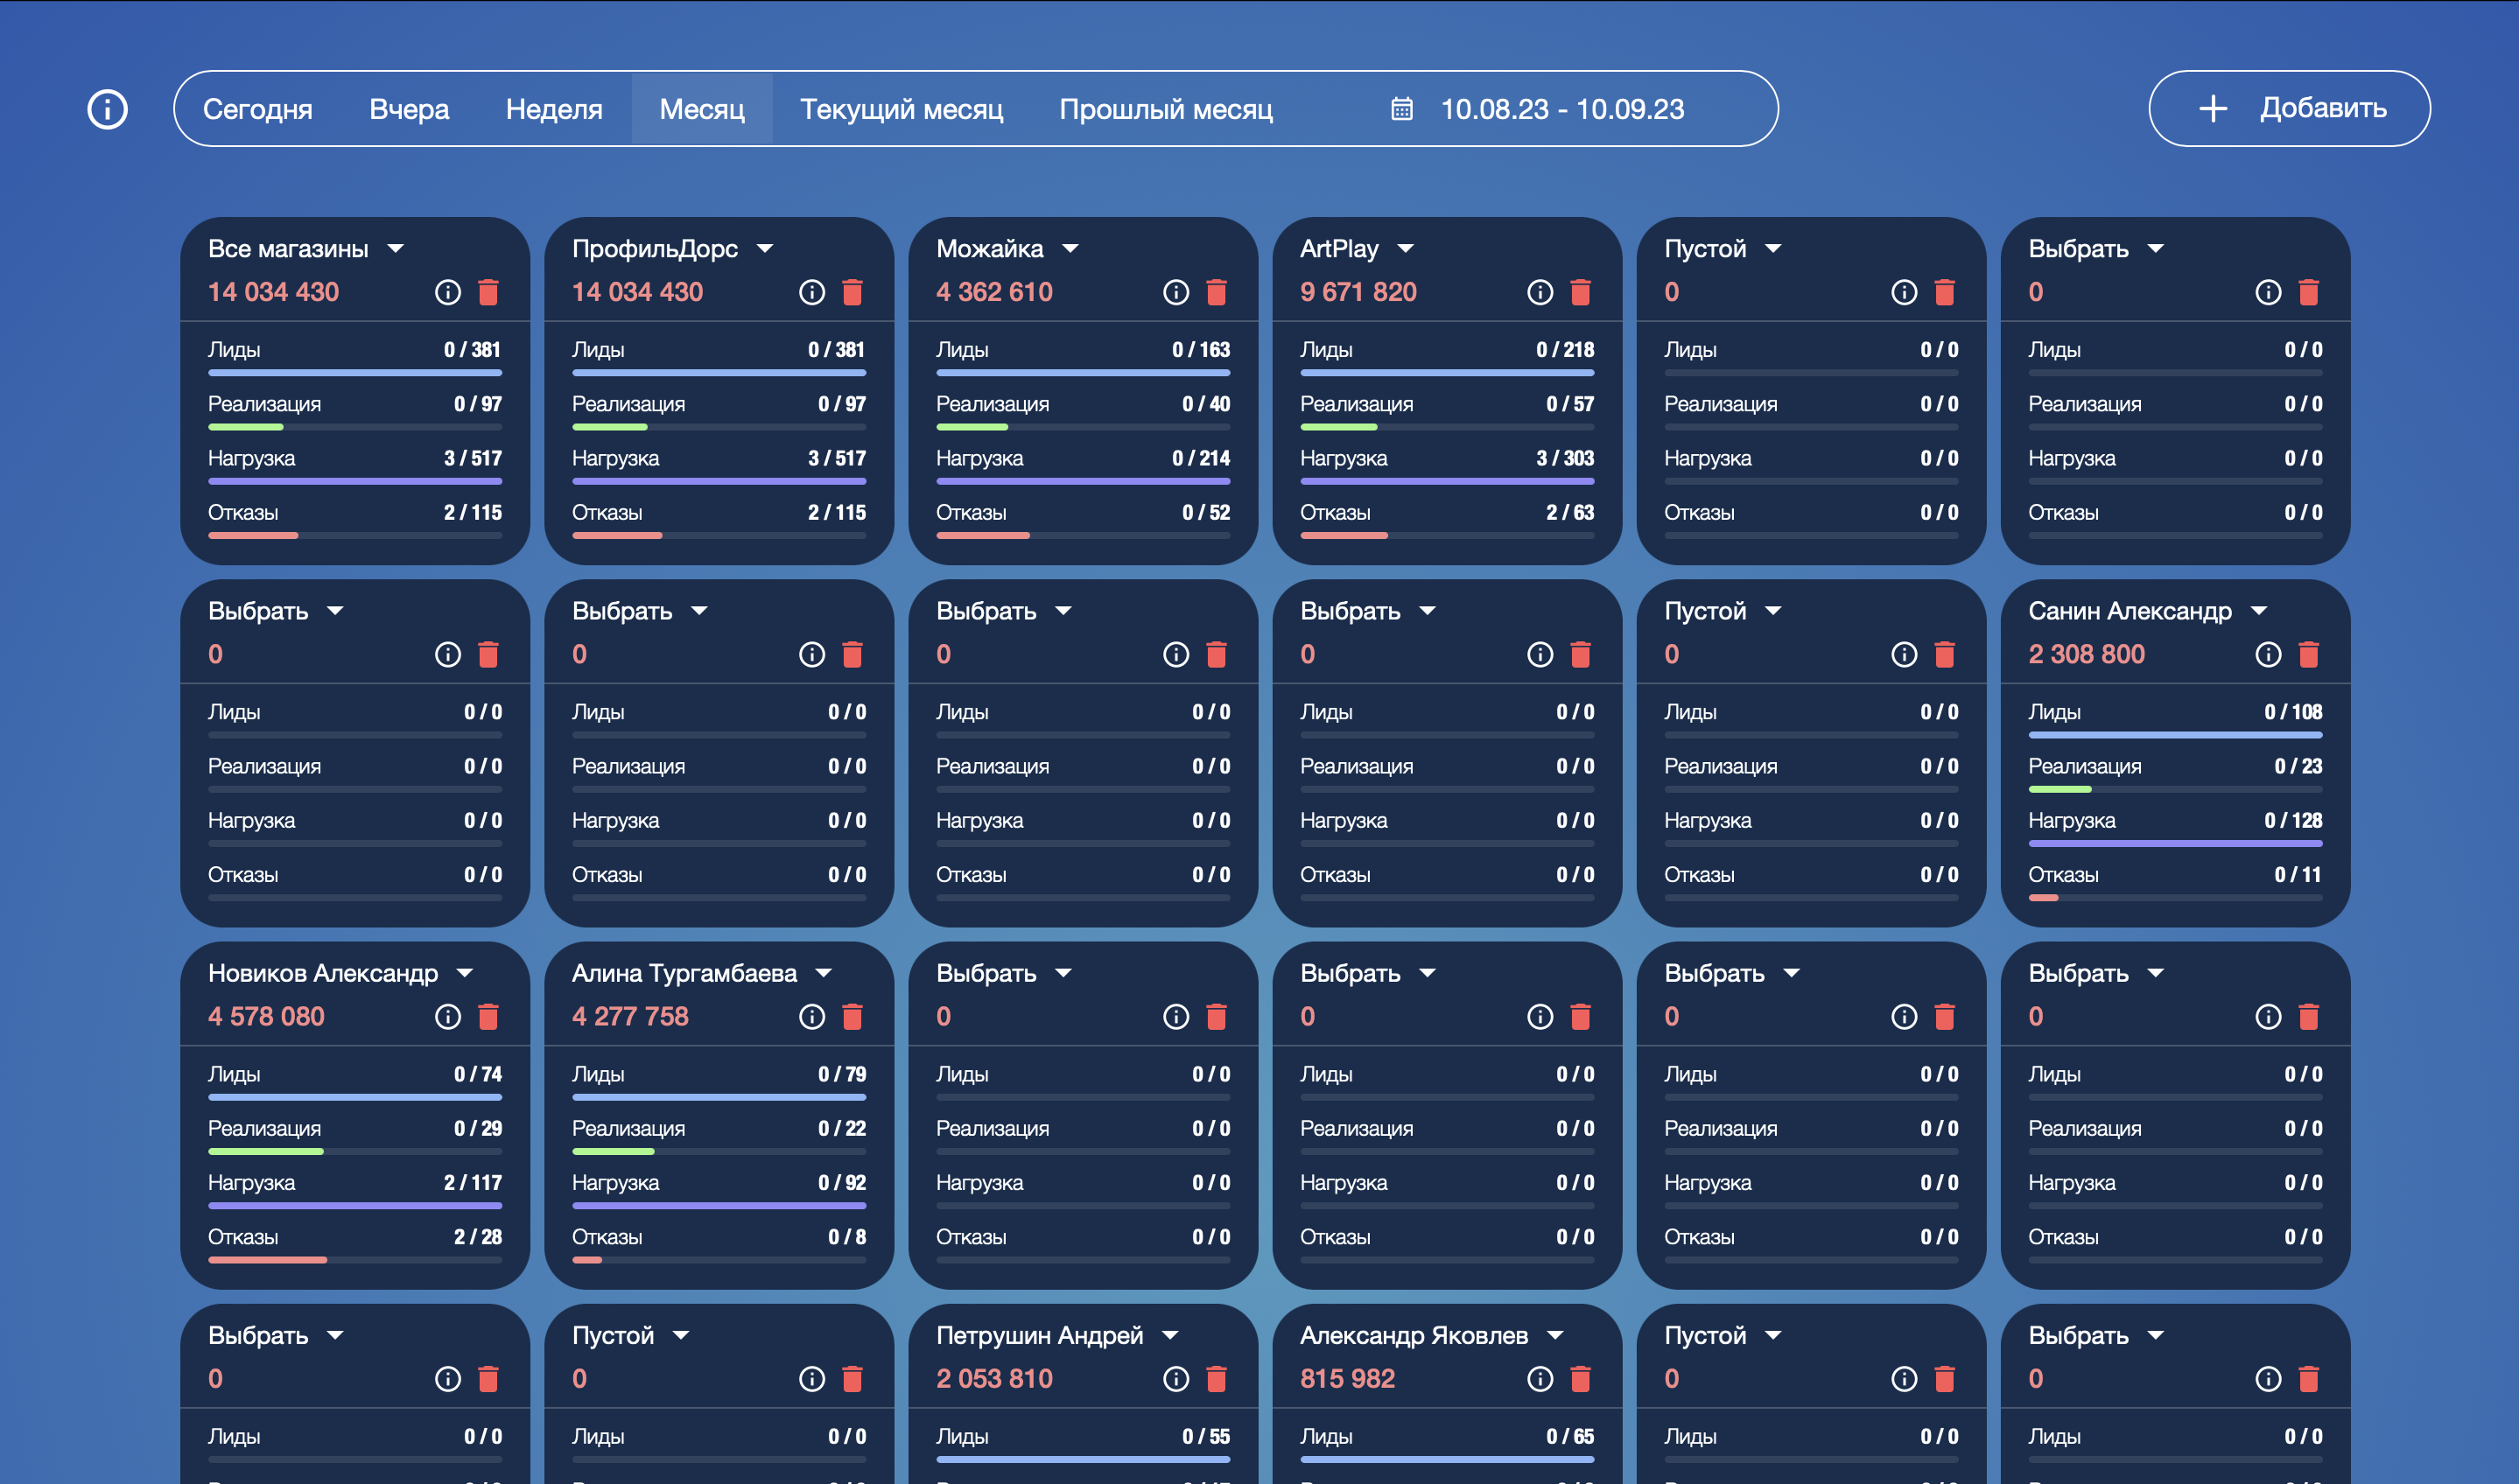 Сегодня Вчера Неделя Месяц Текущий месяц Прошлый месяц 10.08.23 - 10.09.23 Добавить
Все магазины
14 034 430
Лиды 0 / 381
Реализация 0 / 97
Нагрузка 3 / 517
Отказы 2 / 115
ПрофильДорс
14 034 430
Лиды 0 / 381
Реализация 0 / 97
Нагрузка 3 / 517
Отказы 2 / 115
Можайка
4 362 610
Лиды 0 / 163
Реализация 0 / 40
Нагрузка 0 / 214
Отказы 0 / 52
ArtPlay
9 671 820
Лиды 0 / 218
Реализация 0 / 57
Нагрузка 3 / 303
Отказы 2 / 63
Пустой
0
Лиды 0 / 0
Реализация 0 / 0
Нагрузка 0 / 0
Отказы 0 / 0
Выбрать
0
Лиды 0 / 0
Реализация 0 / 0
Нагрузка 0 / 0
Отказы 0 / 0
Выбрать
0
Лиды 0 / 0
Реализация 0 / 0
Нагрузка 0 / 0
Отказы 0 / 0
Выбрать
0
Лиды 0 / 0
Реализация 0 / 0
Нагрузка 0 / 0
Отказы 0 / 0
Выбрать
0
Лиды 0 / 0
Реализация 0 / 0
Нагрузка 0 / 0
Отказы 0 / 0
Выбрать
0
Лиды 0 / 0
Реализация 0 / 0
Нагрузка 0 / 0
Отказы 0 / 0
Пустой
0
Лиды 0 / 0
Реализация 0 / 0
Нагрузка 0 / 0
Отказы 0 / 0
Санин Александр
2 308 800
Лиды 0 / 108
Реализация 0 / 23
Нагрузка 0 / 128
Отказы 0 / 11
Новиков Александр
4 578 080
Лиды 0 / 74
Реализация 0 / 29
Нагрузка 2 / 117
Отказы 2 / 28
Алина Тургамбаева
4 277 758
Лиды 0 / 79
Реализация 0 / 22
Нагрузка 0 / 92
Отказы 0 / 8
Выбрать
0
Лиды 0 / 0
Реализация 0 / 0
Нагрузка 0 / 0
Отказы 0 / 0
Выбрать
0
Лиды 0 / 0
Реализация 0 / 0
Нагрузка 0 / 0
Отказы 0 / 0
Выбрать
0
Лиды 0 / 0
Реализация 0 / 0
Нагрузка 0 / 0
Отказы 0 / 0
Выбрать
0
Лиды 0 / 0
Реализация 0 / 0
Нагрузка 0 / 0
Отказы 0 / 0
Выбрать
0
Лиды 0 / 0
Пустой
0
Лиды 0 / 0
Петрушин Андрей
2 053 810
Лиды 0 / 55
Александр Яковлев
815 982
Лиды 0 / 65
Пустой
0
Лиды 0 / 0
Выбрать
0
Лиды 0 / 0